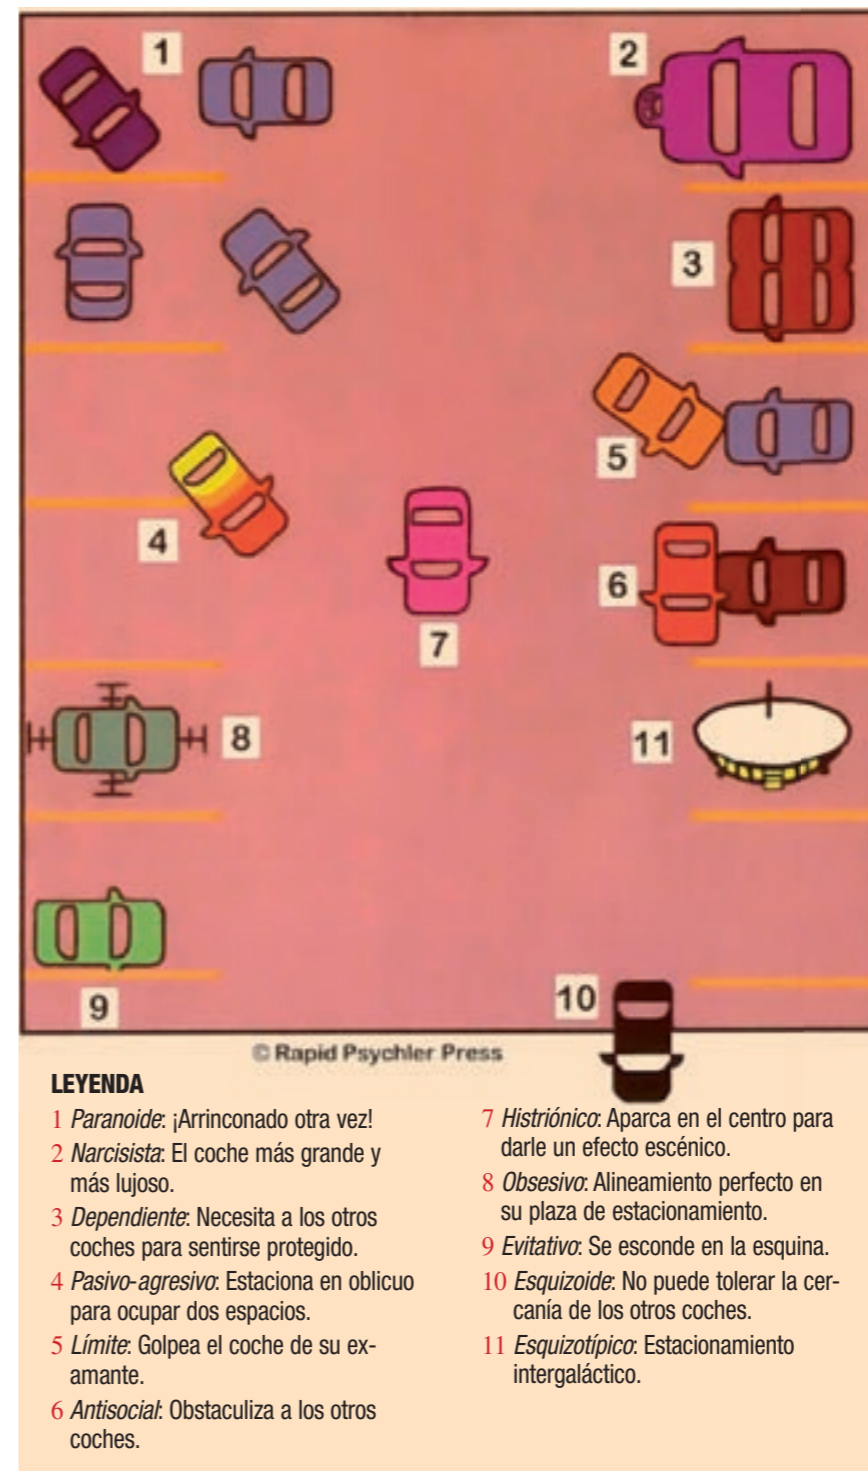 1
2
3
4
5
6
7
8
9
10
11
© Rapid Psychler Press
LEYENDA
1 Paranoide: ¡Arrinconado otra vez!
2 Narcisista: El coche más grande y
más lujoso.
3 Dependiente: Necesita a los otros
coches para sentirse protegido.
4 Pasivo-agresivo: Estaciona en oblicuo
para ocupar dos espacios.
5 Límite: Golpea el coche de su ex-
amante.
6 Antisocial: Obstaculiza a los otros
coches.
7 Histriónico: Aparca en el centro para
darle un efecto escénico.
8 Obsesivo: Alineamiento perfecto en
su plaza de estacionamiento.
9 Evitativo: Se esconde en la esquina.
10 Esquizoide: No puede tolerar la cer-
canía de los otros coches.
11 Esquizotípico: Estacionamiento
intergaláctico.